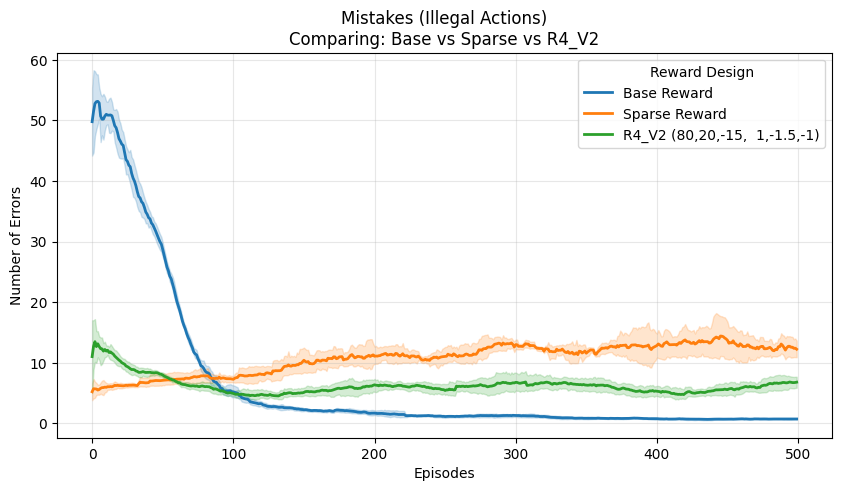 Mistakes (Illegal Actions)
Comparing: Base vs Sparse vs R4_V2
Reward Design
Base Reward
Sparse Reward
R4_V2 (80,20,-15,  1,-1.5,-1)
Number of Errors
60
50
40
30
20
10
0
0 100 200 300 400 500
Episodes